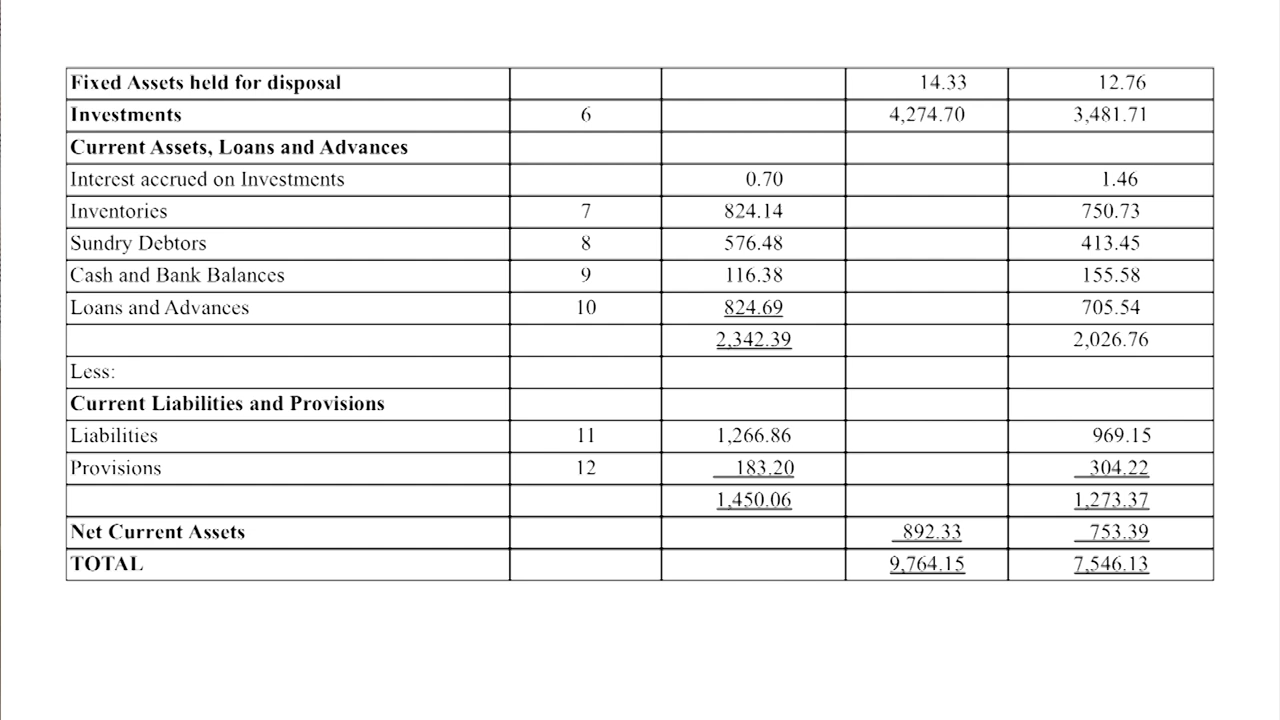 Fixed Assets held for disposal 14.33 12.76
Investments 6 4,274.70 3,481.71
Current Assets, Loans and Advances
Interest accrued on Investments 0.70 1.46
Inventories 7 824.14 750.73
Sundry Debtors 8 576.48 413.45
Cash and Bank Balances 9 116.38 155.58
Loans and Advances 10 824.69 705.54
2,342.39 2,026.76
Less:
Current Liabilities and Provisions
Liabilities 11 1,266.86 969.15
Provisions 12 183.20 304.22
1,450.06 1,273.37
Net Current Assets 892.33 753.39
TOTAL 9,764.15 7,546.13